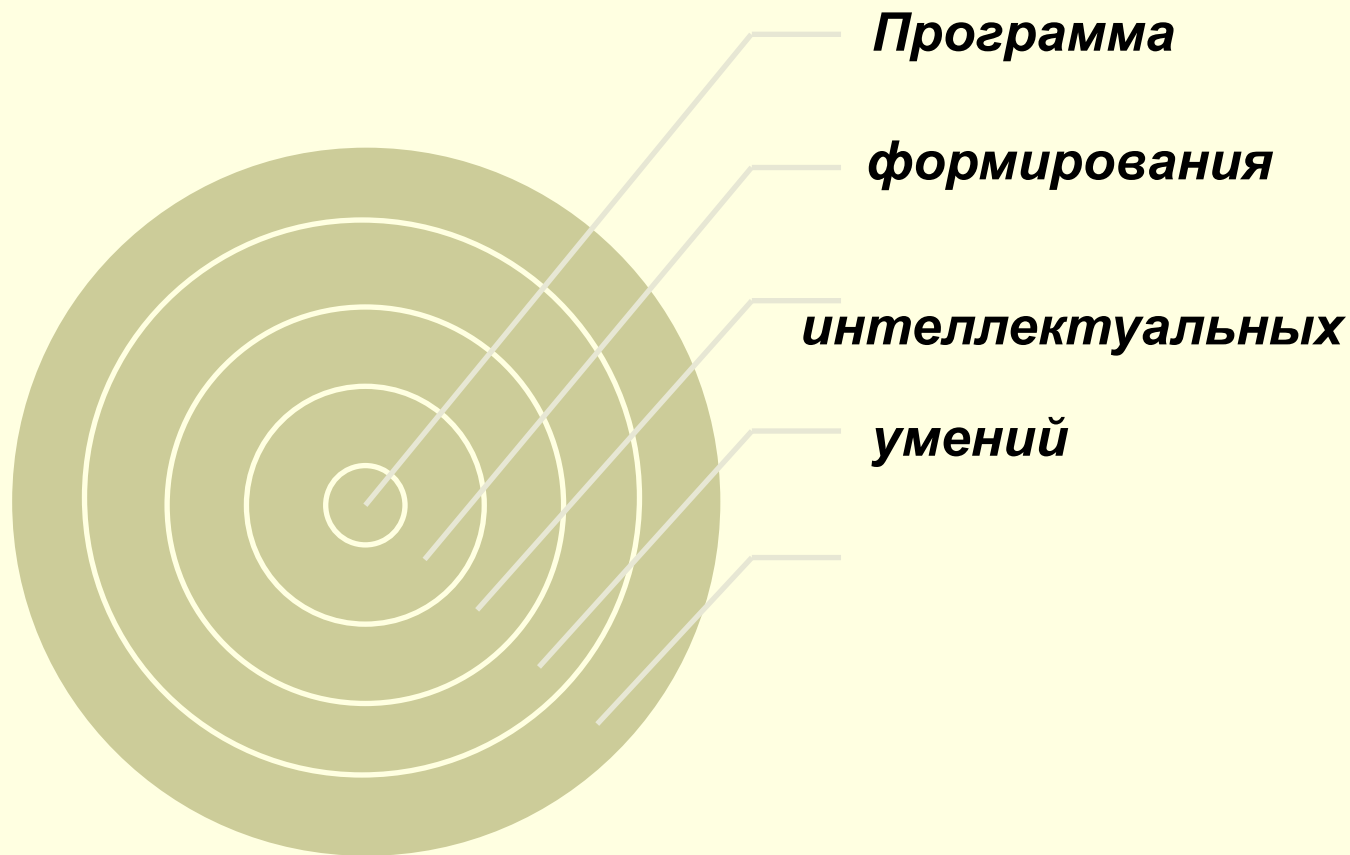 Программа
формирования
интеллектуальных
умений